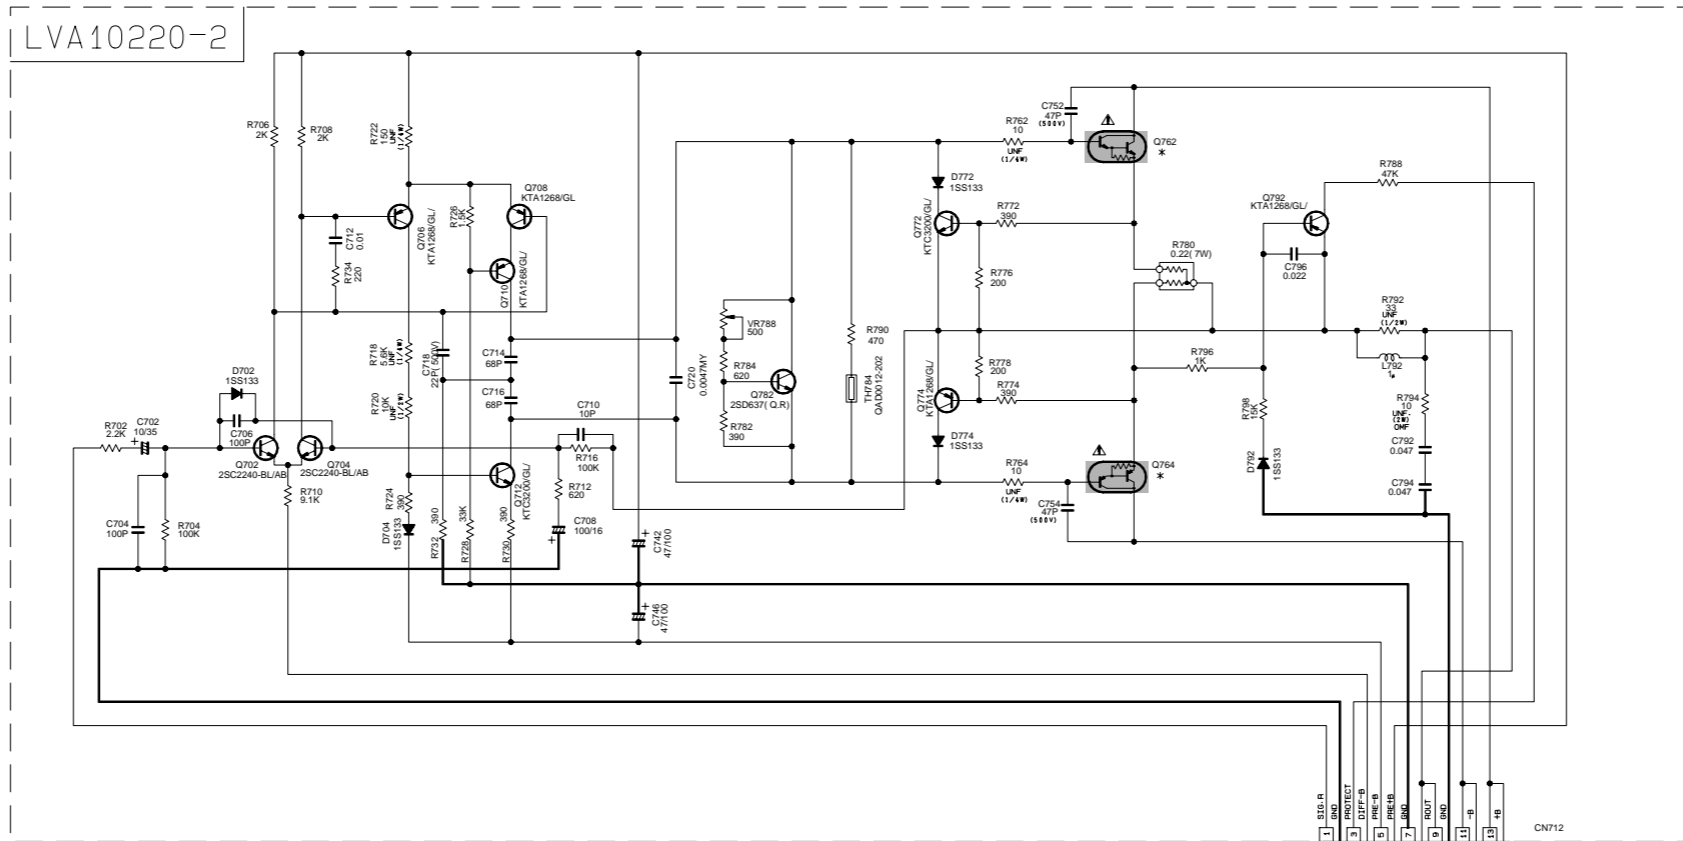 LVA10220-2
R706
2K
R708
2K
R722
150
UNF
(1/4W)
Q708
KTA1268/GL
R726
1.5K
Q706
KTA1268/GL/
C712
0.01
R734
220
Q710
KTA1268/GL/
R718
5.6K
UNF
(1/4W)
C718
22P(500V)
C714
68P
C716
68P
R720
10K
UNF
(1/2W)
D702
1SS133
C706
100P
R702
2.2K
C702
10/35
+
Q702
2SC2240-BL/AB
Q704
2SC2240-BL/AB
R710
9.1K
C704
100P
R704
100K
R724
390
D704
1SS133
R732
390
R728
33K
R730
390
Q712
KTC3200/GL/
C710
10P
R716
100K
R712
620
C708
100/16
+
C742
47/100
+
C746
47/100
+
C720
0.0047MY
VR788
500
R784
620
Q782
2SD637( Q.R)
R782
390
R790
470
TH784
QAD0012-202
D772
1SS133
Q772
KTC3200/GL/
R772
390
R776
200
R778
200
R774
390
Q774
KTA1268/GL/
D774
1SS133
R762
10
UNF
(1/4W)
C752
47P
(500V)
Q762
*
R764
10
UNF
(1/4W)
C754
47P
(500V)
Q764
*
R780
0.22( 7W)
Q792
KTA1268/GL/
R788
47K
C796
0.022
R796
1K
R798
15K
D792
1SS133
R792
33
UNF
(1/2W)
L792
1μ
R794
10
UNF.
(2W)
OMF
C792
0.047
C794
0.047
SIG.R
GND
PROTECT
DIFF-B
PRE-B
PRE+B
GND
ROUT
GND
-B
+B
1
3
5
7
9
11
13
CN712